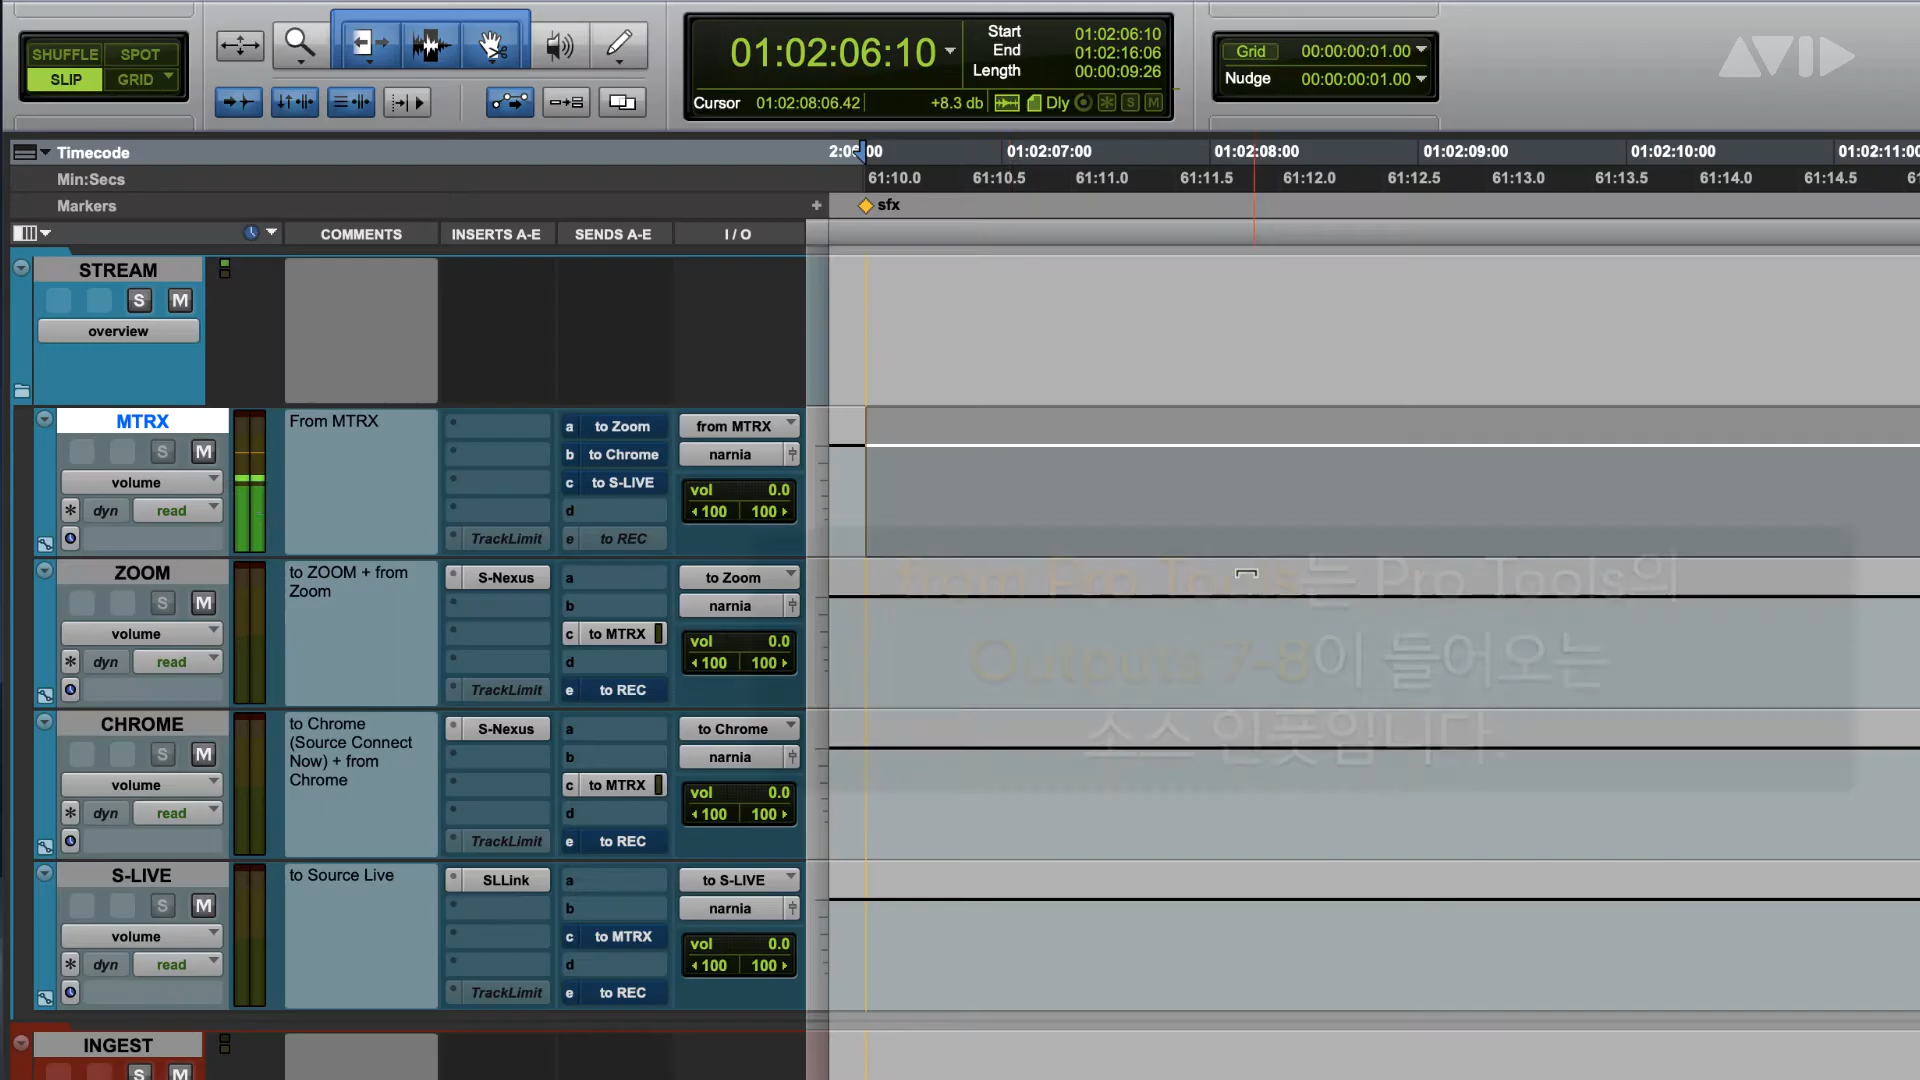 SHUFFLE SPOT
SLIP GRID
01:02:06:10
Start 01:02:06:10
End 01:02:16:06
Length 00:00:09:26
Cursor 01:02:08:06.42 +8.3 db Dly S M
Grid 00:00:00:01.00
Nudge 00:00:00:01.00
AVID
Timecode 01:02:07:00 01:02:08:00 01:02:09:00 01:02:10:00 01:02:11:00
Min:Secs 61:10.0 61:10.5 61:11.0 61:11.5 61:12.0 61:12.5 61:13.0 61:13.5 61:14.0 61:14.5
Markers + sfx
COMMENTS INSERTS A-E SENDS A-E I / O
STREAM
S M
overview
MTRX From MTRX a to Zoom from MTRX
S M b to Chrome narnia
volume c to S-LIVE vol 0.0
dyn read d 100 100
TrackLimit e to REC
ZOOM to ZOOM + from Zoom S-Nexus a to Zoom
S M b narnia
volume c to MTRX vol 0.0
dyn read d 100 100
TrackLimit e to REC
CHROME to Chrome (Source Connect Now) + from Chrome S-Nexus a to Chrome
S M b narnia
volume c to MTRX vol 0.0
dyn read d 100 100
TrackLimit e to REC
S-LIVE to Source Live SLLink a to S-LIVE
S M b narnia
volume c to MTRX vol 0.0
dyn read d 100 100
TrackLimit e to REC
INGEST
S M
from Pro Tools는 Pro Tools의
Outputs 7-8이 들어오는
소스 인풋입니다.